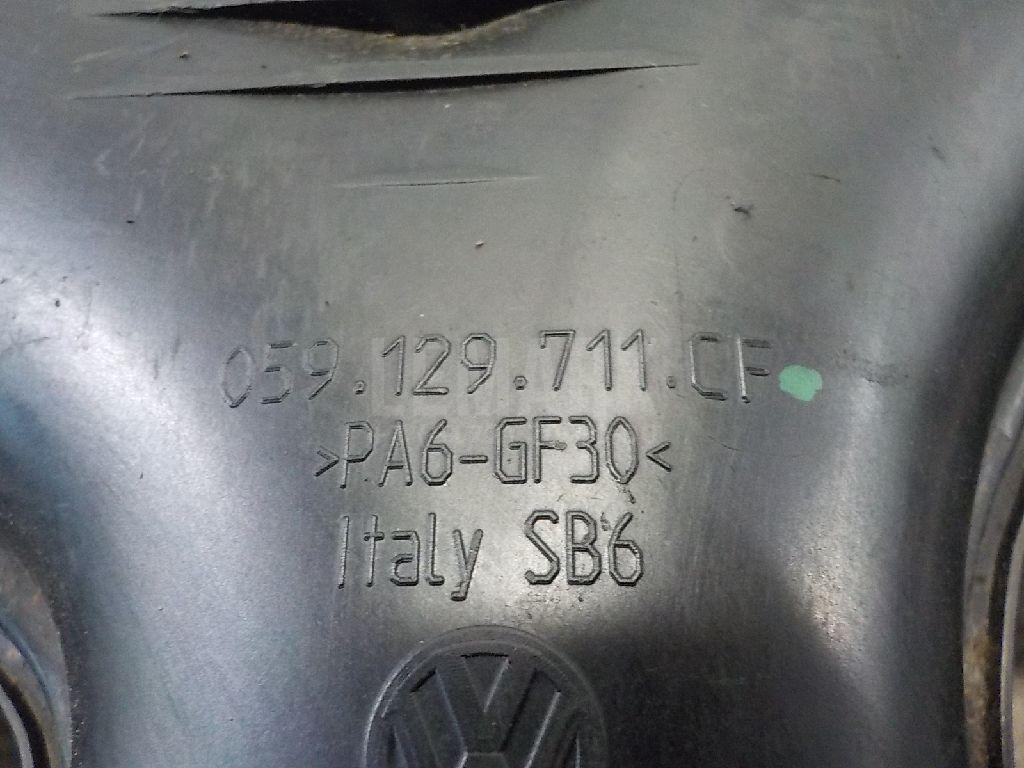 059.129.711.CF
>PA6-GF30<
Italy SB6